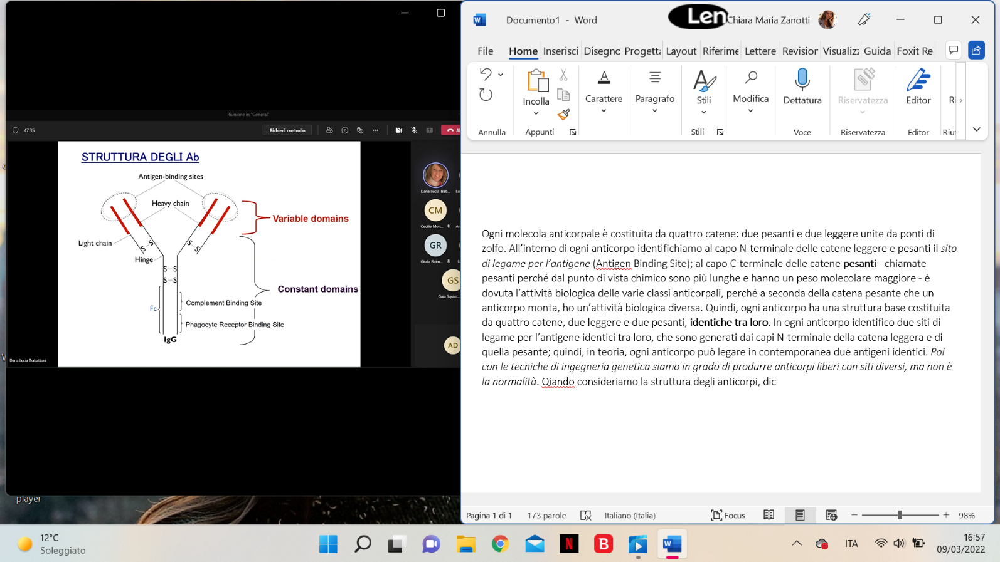 Riunione in "General"
47:35
Richiedi controllo
STRUTTURA DEGLI Ab
Antigen-binding sites
Heavy chain
Variable domains
Light chain
S
S
S
S
Hinge
S S
S S
Constant domains
Complement Binding Site
Fc
Phagocyte Receptor Binding Site
IgG
Daria Lucia Trabattoni
Daria Lucia Trab...
CM
Cecilia Mon...
GR
Giulia Raim...
GS
Gaia Squint...
AD
player
Documento1 - Word
Len
Chiara Maria Zanotti
File Home Inserisci Disegno Progetta Layout Riferime Lettere Revision Visualizz Guida Foxit Re
Incolla Carattere Paragrafo Stili Modifica Dettatura Riservatezza Editor
Annulla Appunti Stili Voce Riservatezza Editor
Ogni molecola anticorpale è costituita da quattro catene: due pesanti e due leggere unite da ponti di
zolfo. All’interno di ogni anticorpo identifichiamo al capo N-terminale delle catene leggere e pesanti il sito
di legame per l’antigene (Antigen Binding Site); al capo C-terminale delle catene pesanti - chiamate
pesanti perché dal punto di vista chimico sono più lunghe e hanno un peso molecolare maggiore - è
dovuta l’attività biologica delle varie classi anticorpali, perché a seconda della catena pesante che un
anticorpo monta, ho un’attività biologica diversa. Quindi, ogni anticorpo ha una struttura base costituita
da quattro catene, due leggere e due pesanti, identiche tra loro. In ogni anticorpo identifico due siti di
legame per l’antigene identici tra loro, che sono generati dai capi N-terminale della catena leggera e di
quella pesante; quindi, in teoria, ogni anticorpo può legare in contemporanea due antigeni identici. Poi
con le tecniche di ingegneria genetica siamo in grado di produrre anticorpi liberi con siti diversi, ma non è
la normalità. Qiando consideriamo la struttura degli anticorpi, dic
Pagina 1 di 1 173 parole Italiano (Italia) Focus 98%
12°C
Soleggiato
ITA
16:57
09/03/2022